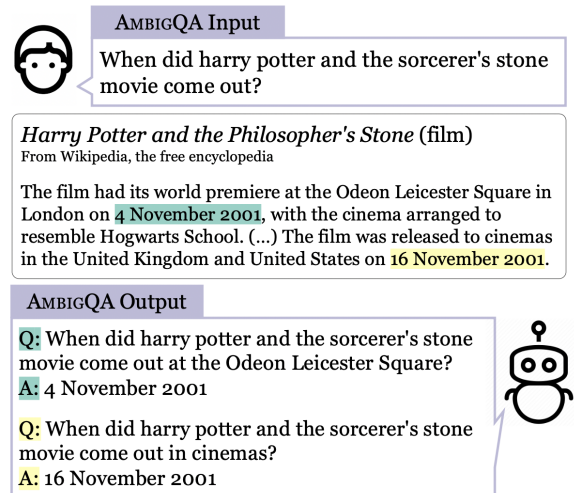 AMBIGQA Input
When did harry potter and the sorcerer's stone
movie come out?
Harry Potter and the Philosopher's Stone (film)
From Wikipedia, the free encyclopedia
The film had its world premiere at the Odeon Leicester Square in
London on 4 November 2001, with the cinema arranged to
resemble Hogwarts School. (...) The film was released to cinemas
in the United Kingdom and United States on 16 November 2001.
AMBIGQA Output
Q: When did harry potter and the sorcerer's stone
movie come out at the Odeon Leicester Square?
A: 4 November 2001
Q: When did harry potter and the sorcerer's stone
movie come out in cinemas?
A: 16 November 2001